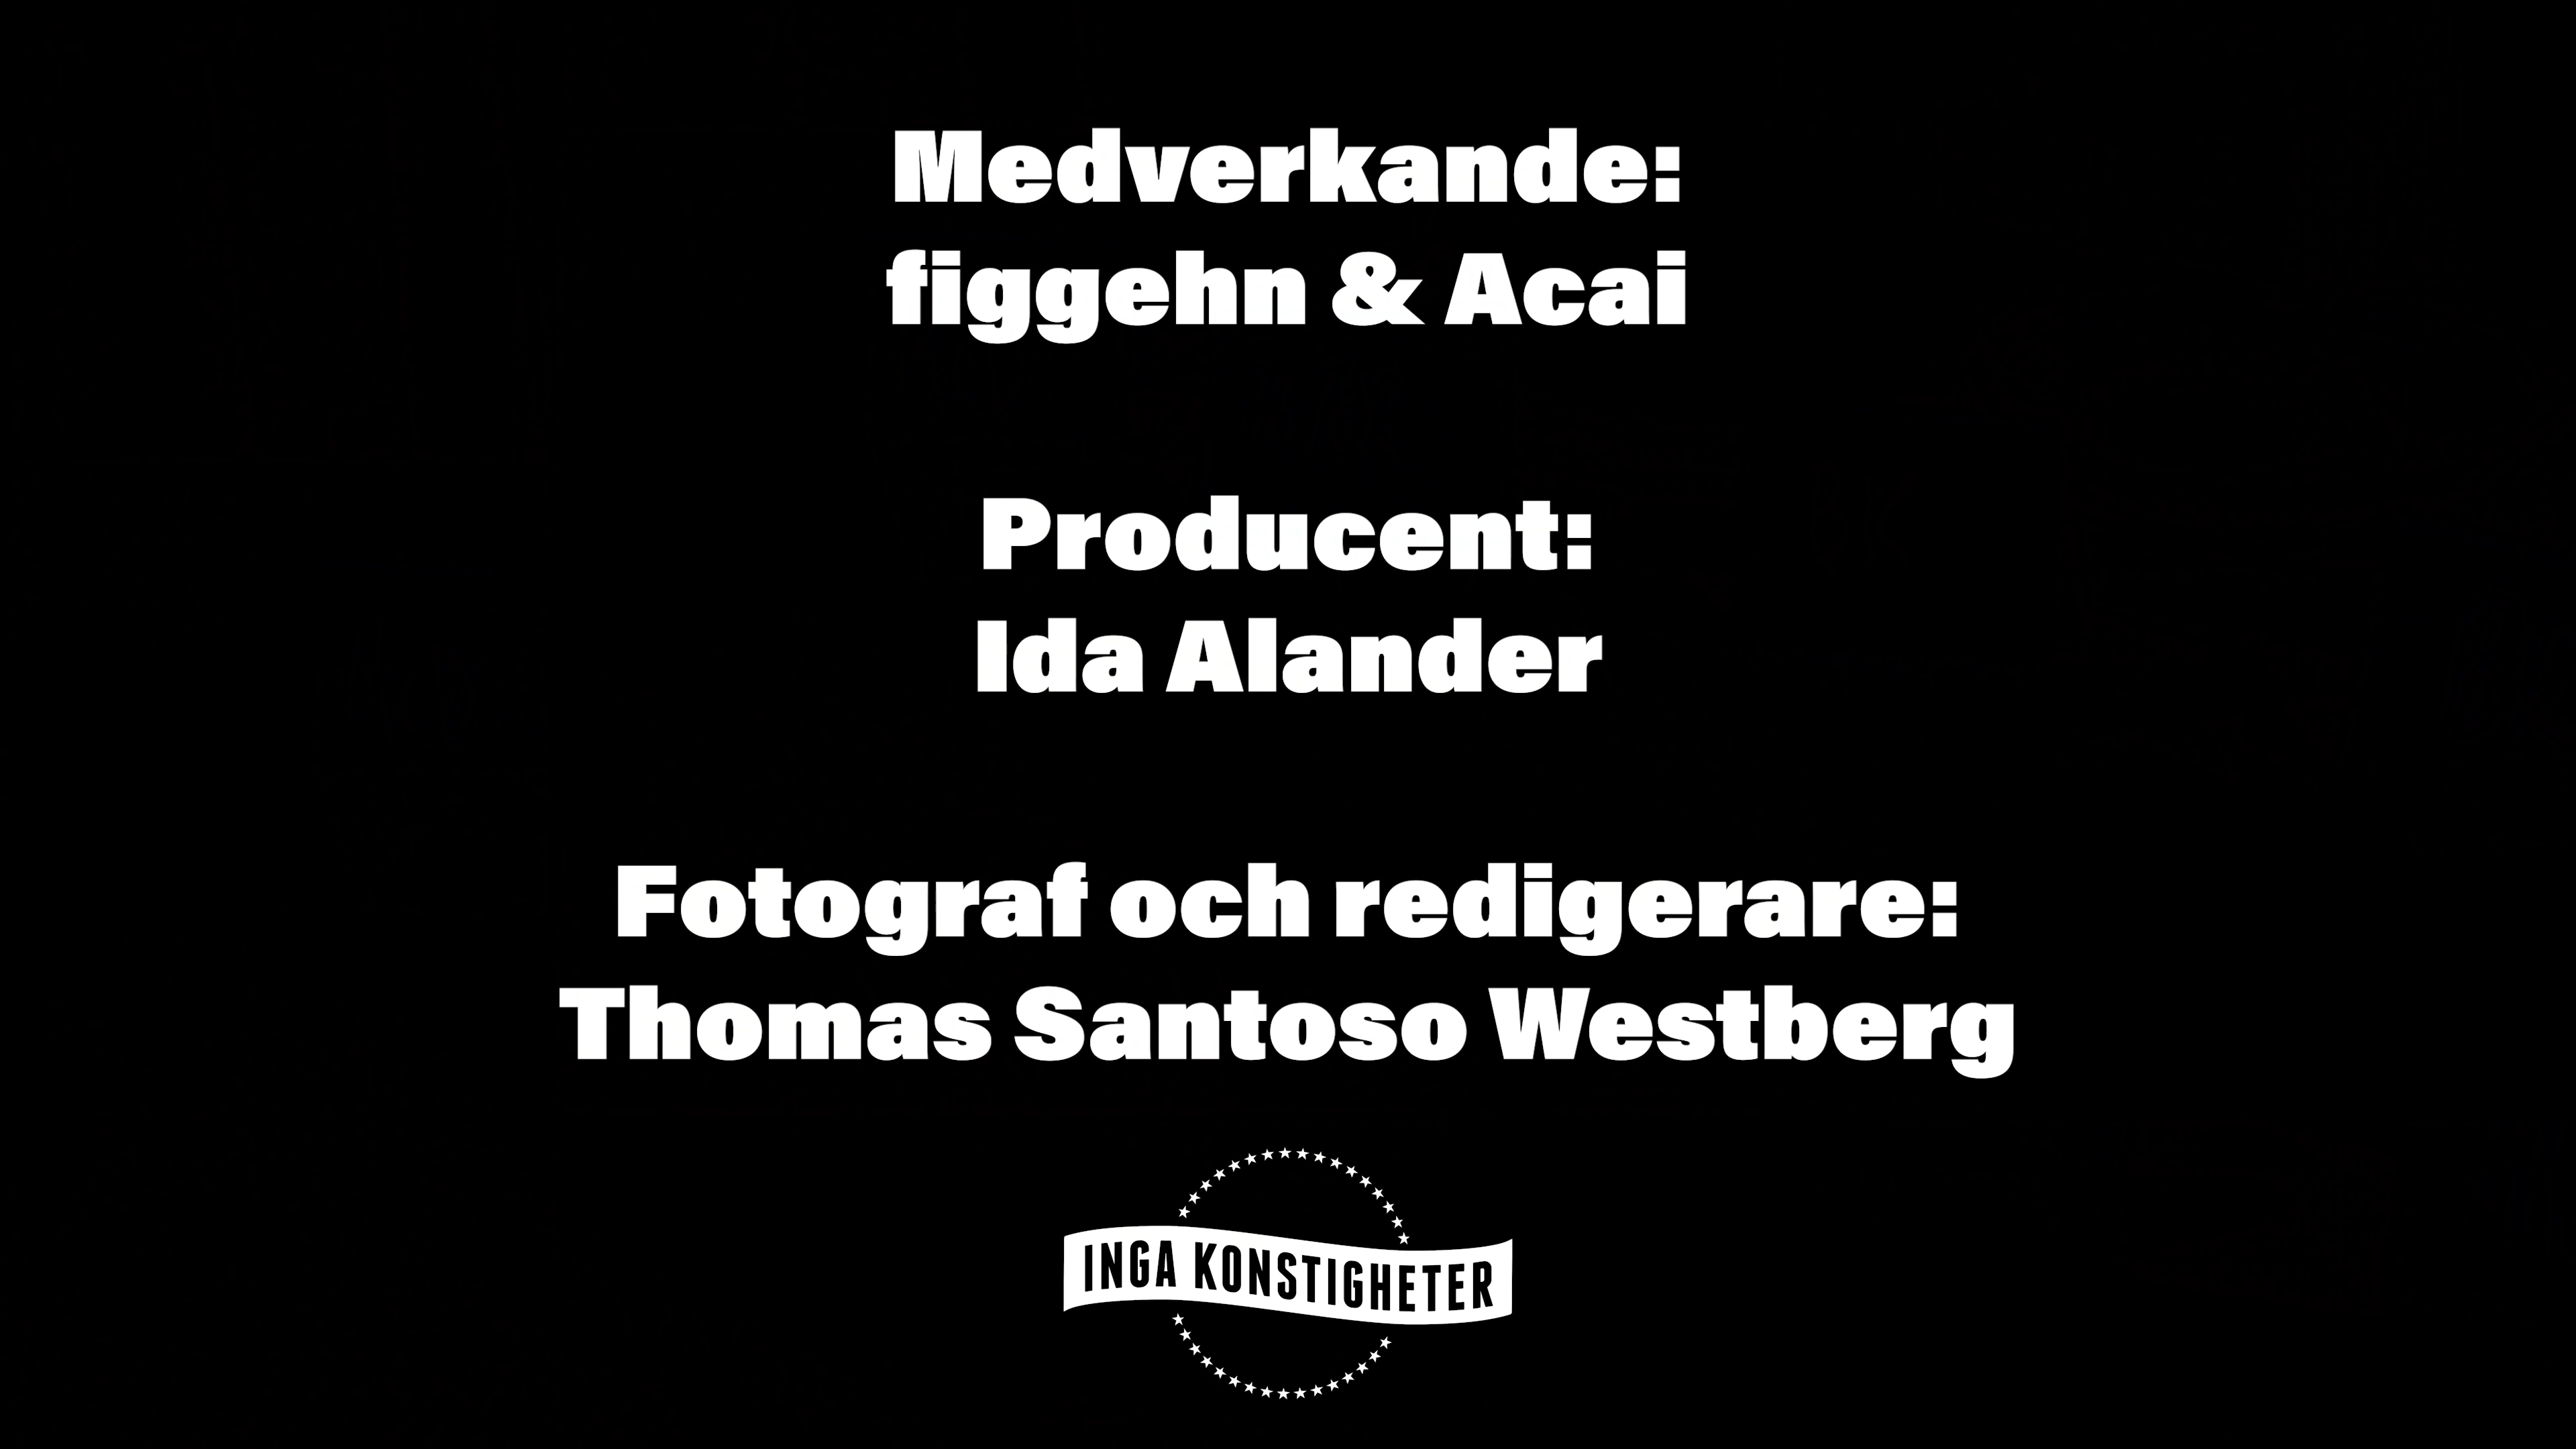 Medverkande:
figgehn & Acai
Producent:
Ida Alander
Fotograf och redigerare:
Thomas Santoso Westberg
INGA KONSTIGHETER